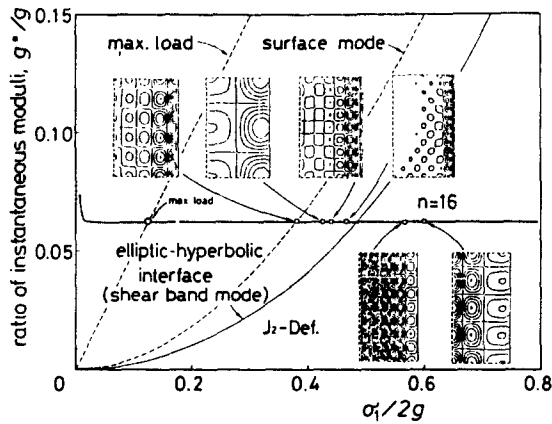 max. load
surface mode
n=16
max. load
elliptic-hyperbolic
interface
(shear band mode)
J₂-Def.
ratio of instantaneous moduli, g*/g
0.15
0.10
0.05
0
0
0.2
0.4
0.6
0.8
σ₁/2g